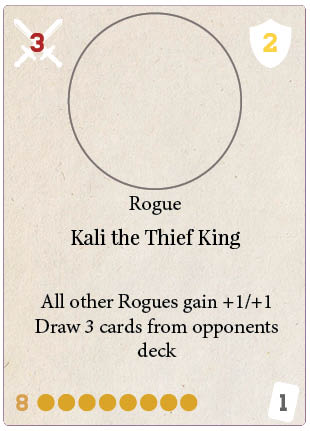 3
2
Rogue
Kali the Thief King
All other Rogues gain +1/+1
Draw 3 cards from opponents
deck
8
1